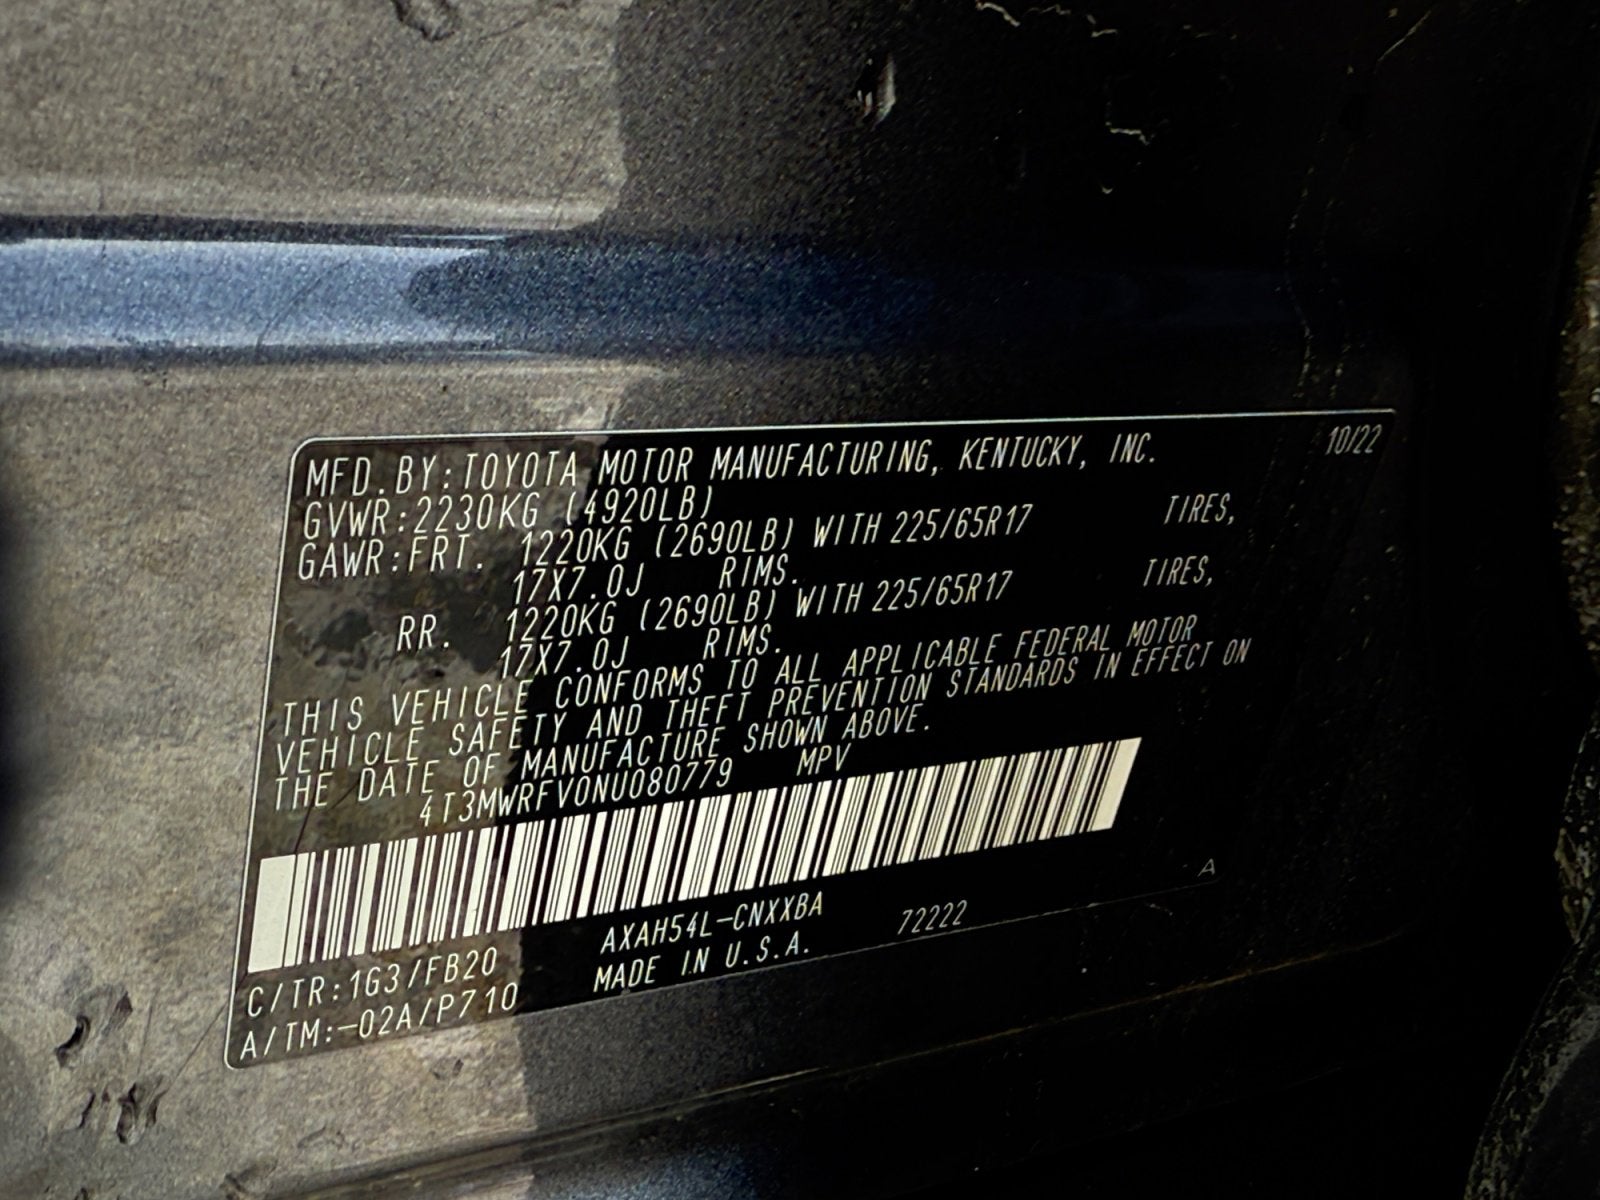 MFD. BY: TOYOTA MOTOR MANUFACTURING, KENTUCKY, INC. 10/22
GVWR: 2230KG (4920LB)
GAWR: FRT. 1220KG (2690LB) WITH 225/65R17 TIRES,
17X7.0J RIMS.
RR. 1220KG (2690LB) WITH 225/65R17 TIRES,
17X7.0J RIMS.
THIS VEHICLE CONFORMS TO ALL APPLICABLE FEDERAL MOTOR
VEHICLE SAFETY AND THEFT PREVENTION STANDARDS IN EFFECT ON
THE DATE OF MANUFACTURE SHOWN ABOVE.
4T3MWRFV0NU080779 MPV
A
C/TR: 1G3/FB20 AXAH54L-CNXXBA 72222
A/TM: -02A/P710 MADE IN U.S.A.